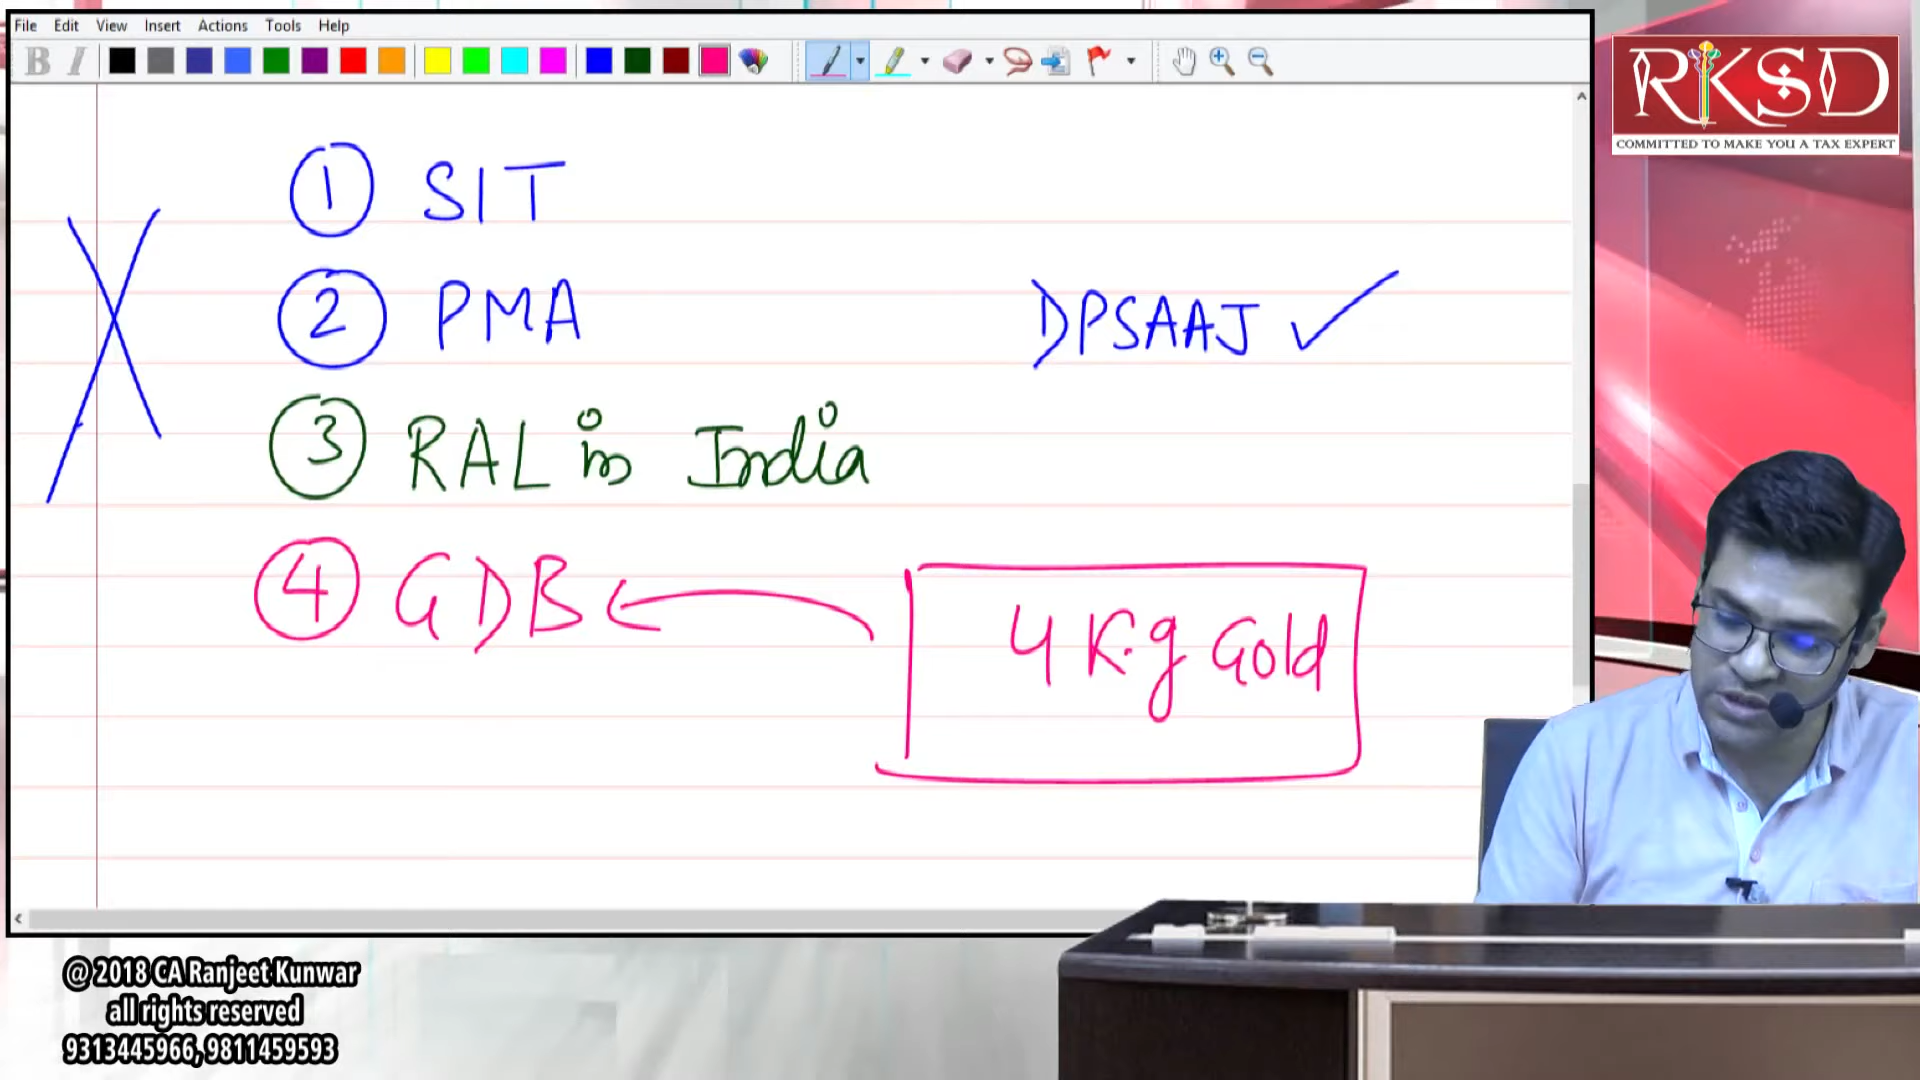 File Edit View Insert Actions Tools Help
B I
RKSD
COMMITTED TO MAKE YOU A TAX EXPERT
① SIT
② PMA
DPSAAJ ✓
③ RAL in India
④ GDB
4 K.g Gold
@ 2018 CA Ranjeet Kunwar
all rights reserved
9313445966, 9811459593